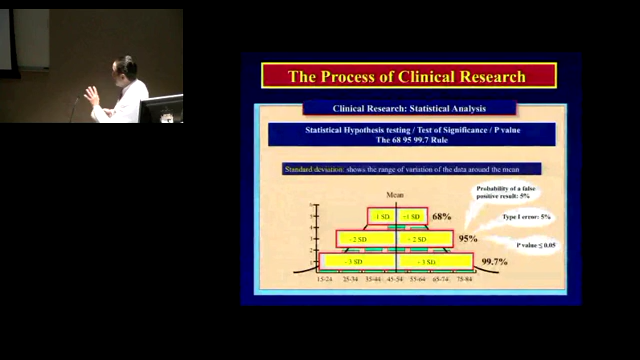 The Process of Clinical Research
Clinical Research: Statistical Analysis
Statistical Hypothesis testing / Test of Significance / P value
The 68 95 99.7 Rule
Standard deviation: shows the range of variation of the data around the mean
Mean
Probability of a false
positive result: 5%
Type I error: 5%
P value ≤ 0.05
-1 SD
+1 SD
68%
-2 SD
+2 SD
95%
-3 SD
+3 SD
99.7%
15-24 25-34 35-44 45-54 55-64 65-74 75-84